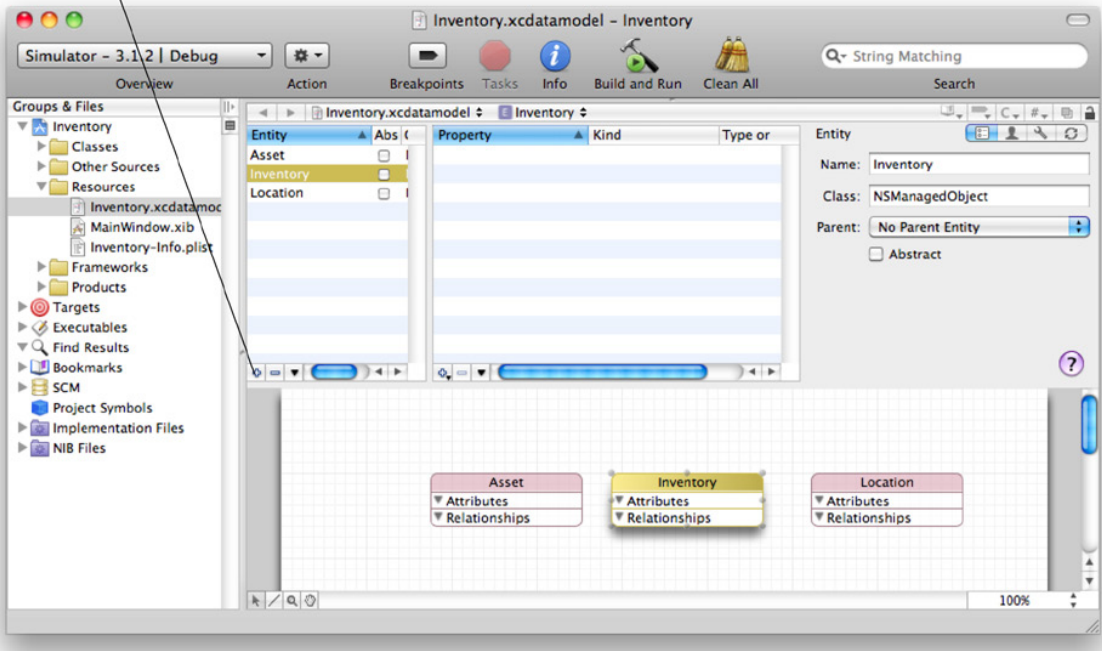 Inventory.xcdatamodel – Inventory
Simulator – 3.1.2 | Debug
String Matching
Overview Action Breakpoints Tasks Info Build and Run Clean All Search
Groups & Files
Inventory
Classes
Other Sources
Resources
Inventory.xcdatamod
MainWindow.xib
Inventory-Info.plist
Frameworks
Products
Targets
Executables
Find Results
Bookmarks
SCM
Project Symbols
Implementation Files
NIB Files
Inventory.xcdatamodel Inventory
C #
Entity Abs
Asset
Inventory
Location
Property Kind Type or
Entity
Name: Inventory
Class: NSManagedObject
Parent: No Parent Entity
Abstract
?
Asset
Attributes
Relationships
Inventory
Attributes
Relationships
Location
Attributes
Relationships
100%